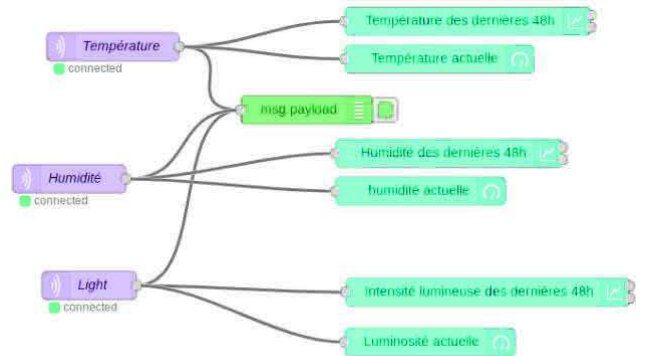 Température des dernières 48h
Température
connected
Température actuelle
msg payload
Humidité des dernières 48h
Humidité
connected
humidité actuelle
Light
connected
Intensité lumineuse des dernières 48h
Luminosité actuelle